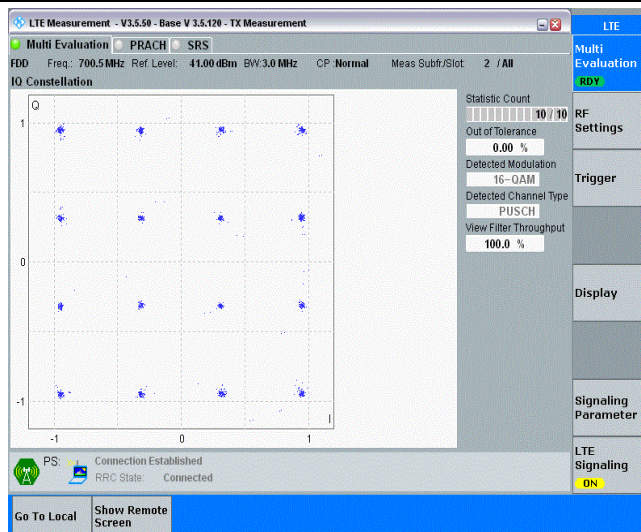 LTE Measurement - V3.5.50 - Base V 3.5.120 - TX Measurement
LTE
Multi Evaluation PRACH SRS
Multi
Evaluation
RDY
FDD Freq.: 700.5 MHz Ref. Level: 41.00 dBm BW:3.0 MHz CP :Normal Meas Subfr./Slot: 2 / All
IQ Constellation
Q
1
0
-1
-1 0 1
I
Statistic Count
10 / 10
Out of Tolerance
0.00 %
Detected Modulation
16-QAM
Detected Channel Type
PUSCH
View Filter Throughput
100.0 %
RF
Settings
Trigger
Display
Signaling
Parameter
LTE
Signaling
ON
PS: Connection Established
RRC State: Connected
Go To Local
Show Remote
Screen